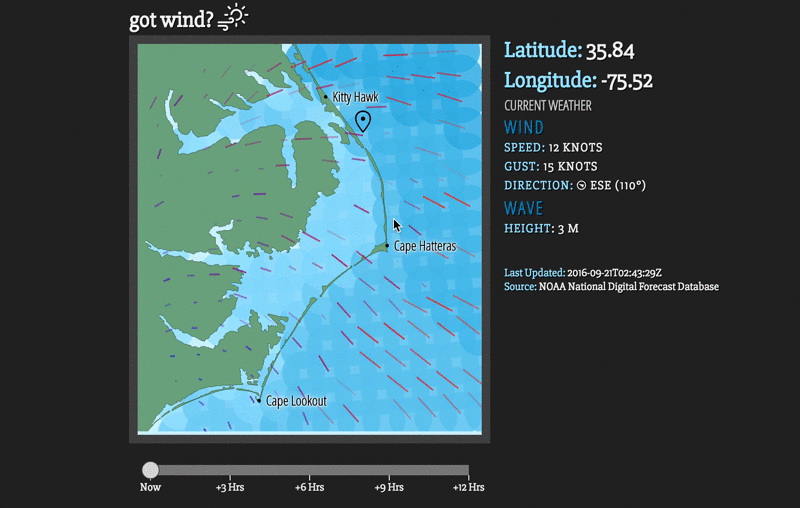 got wind?
Kitty Hawk
Cape Hatteras
Cape Lookout
Now
+3 Hrs
+6 Hrs
+9 Hrs
+12 Hrs
Latitude: 35.84
Longitude: -75.52
CURRENT WEATHER
WIND
SPEED: 12 KNOTS
GUST: 15 KNOTS
DIRECTION: ESE (110°)
WAVE
HEIGHT: 3 M
Last Updated: 2016-09-21T02:43:29Z
Source: NOAA National Digital Forecast Database